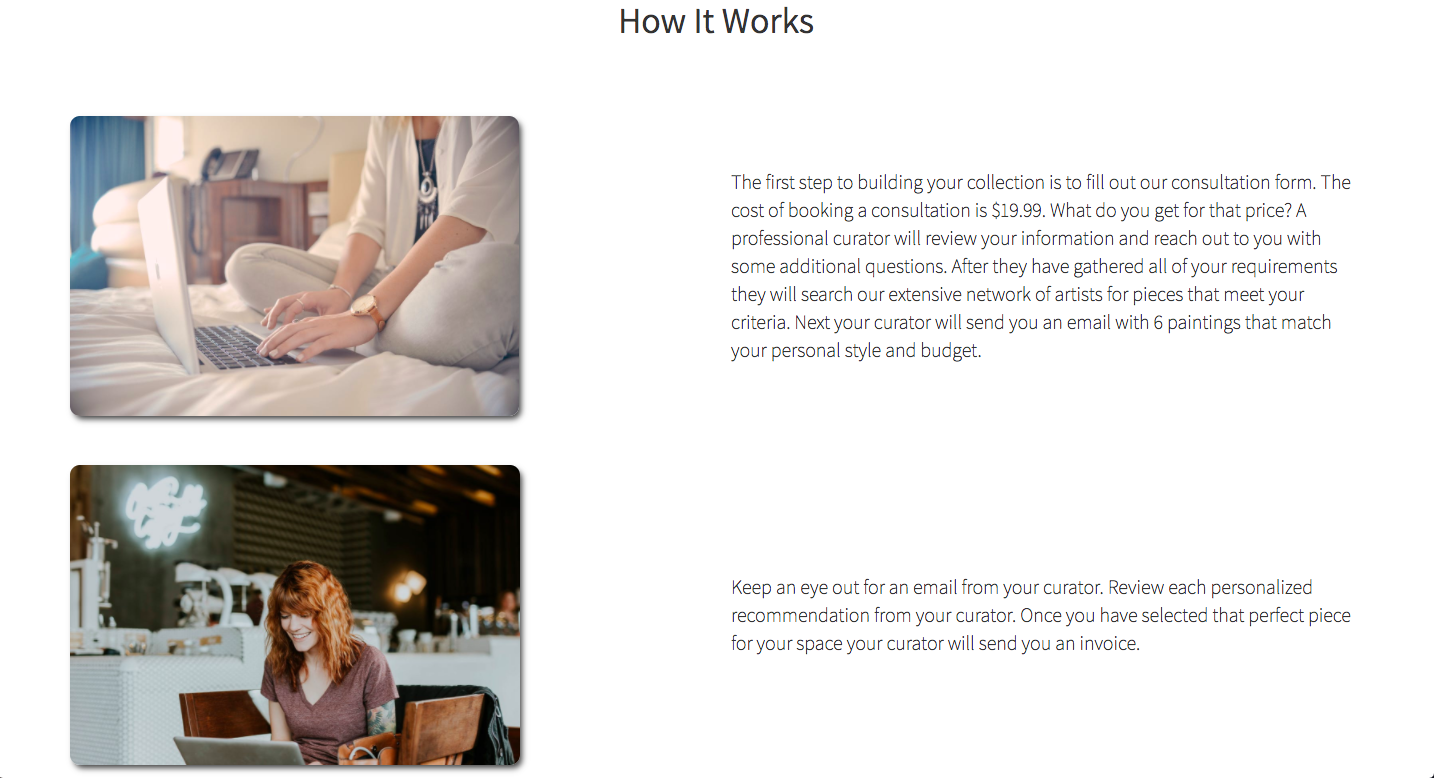 How It Works
The first step to building your collection is to fill out our consultation form. The
cost of booking a consultation is $19.99. What do you get for that price? A
professional curator will review your information and reach out to you with
some additional questions. After they have gathered all of your requirements
they will search our extensive network of artists for pieces that meet your
criteria. Next your curator will send you an email with 6 paintings that match
your personal style and budget.
Keep an eye out for an email from your curator. Review each personalized
recommendation from your curator. Once you have selected that perfect piece
for your space your curator will send you an invoice.